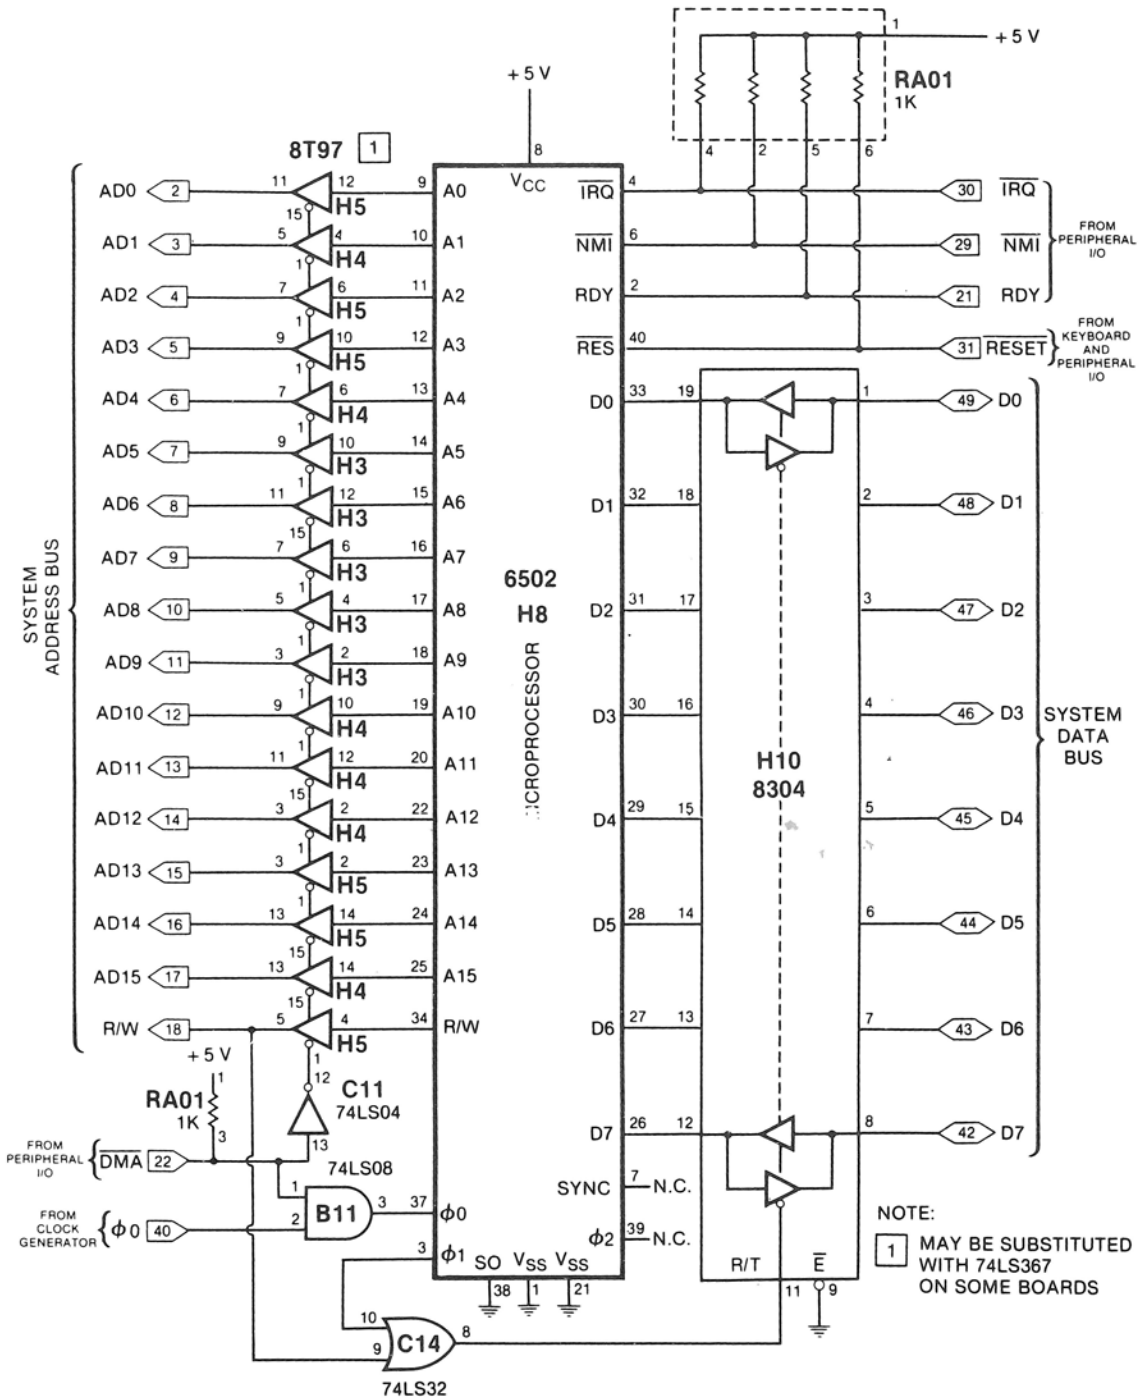 1
+5 V
RA01
1K
+5 V
4 2 5 6
8T97 1
8
VCC
SYSTEM ADDRESS BUS
AD0 2 11 12 H5 9 A0
15
AD1 3 5 4 H4 10 A1
1
AD2 4 7 6 H5 11 A2
1
AD3 5 9 10 H5 12 A3
1
AD4 6 7 6 H4 13 A4
1
AD5 7 9 10 H3 14 A5
1
AD6 8 11 12 H3 15 A6
15
AD7 9 7 6 H3 16 A7
1
AD8 10 5 4 H3 17 A8
1
AD9 11 3 2 H3 18 A9
1
AD10 12 9 10 H4 19 A10
1
AD11 13 11 12 H4 20 A11
15
AD12 14 3 2 H4 22 A12
1
AD13 15 3 2 H5 23 A13
1
AD14 16 13 14 H5 24 A14
15
AD15 17 13 14 H4 25 A15
15
R/W 18 5 4 H5 34 R/W
1
6502
H8
IRQ 4 30 IRQ
NMI 6 29 NMI
RDY 2 21 RDY
FROM
PERIPHERAL
I/O
RES 40 31 RESET
FROM
KEYBOARD
AND
PERIPHERAL
I/O
D0 33 19 1 49 D0
D1 32 18 2 48 D1
D2 31 17 3 47 D2
D3 30 16 4 46 D3
D4 29 15 5 45 D4
D5 28 14 6 44 D5
D6 27 13 7 43 D6
D7 26 12 8 42 D7
H10
8304
SYSTEM
DATA
BUS
SYNC 7 N.C.
φ2 39 N.C.
R/T E
11 9
+5 V
1
RA01
1K
3
12
C11
74LS04
13
FROM
PERIPHERAL
I/O
DMA 22
74LS08
1
2
B11
3 37 φ0
FROM
CLOCK
GENERATOR
φ0 40
3 φ1
SO VSS VSS
38 1 21
10
9
C14
8
74LS32
NOTE:
1 MAY BE SUBSTITUTED
WITH 74LS367
ON SOME BOARDS